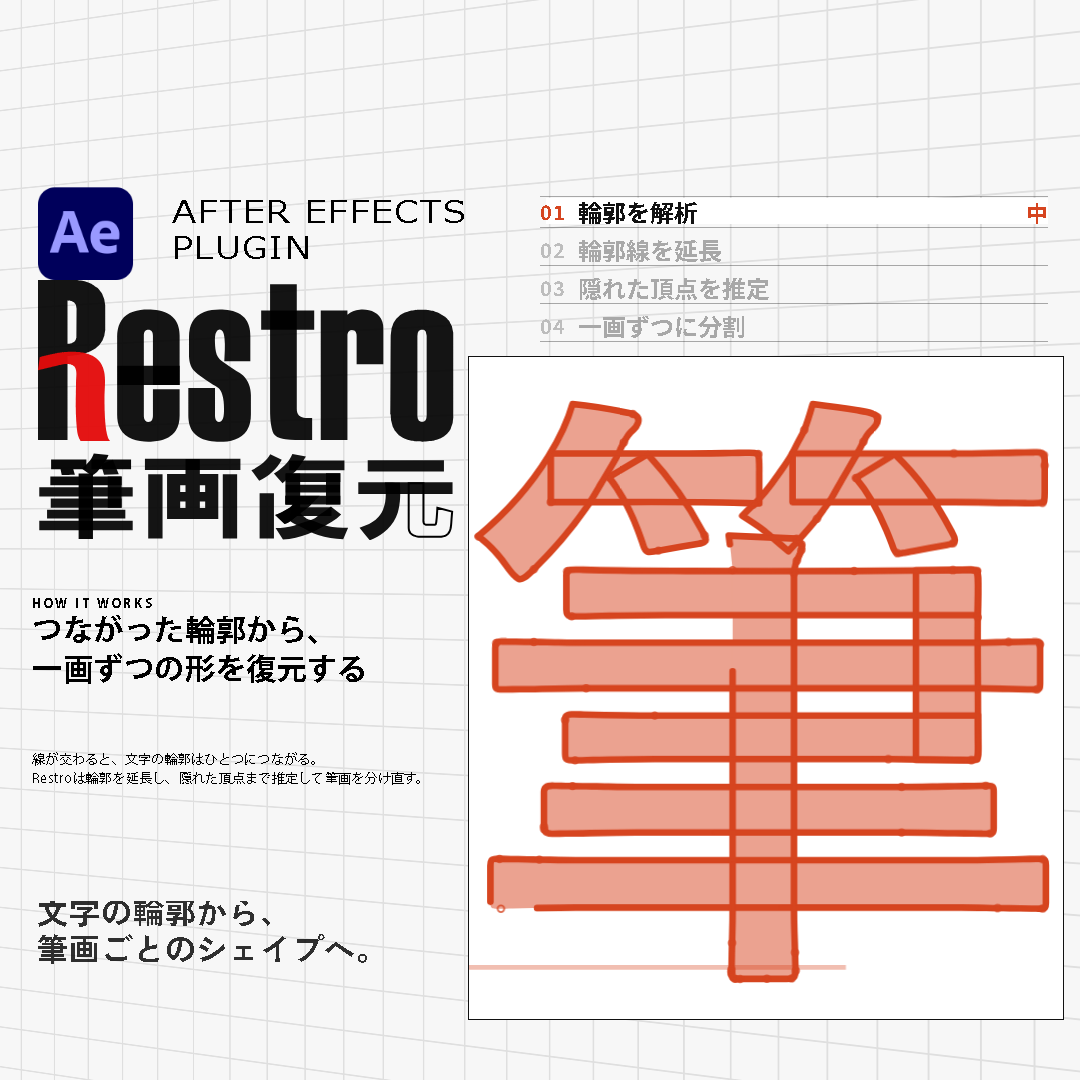 Ae
AFTER EFFECTS
PLUGIN
Restro
筆画復元
01 輪郭を解析 中
02 輪郭線を延長
03 隠れた頂点を推定
04 一画ずつに分割
筆
HOW IT WORKS
つながった輪郭から、
一画ずつの形を復元する
線が交わると、文字の輪郭はひとつにつながる。
Restroは輪郭を延長し、隠れた頂点まで推定して筆画を分け直す。
文字の輪郭から、
筆画ごとのシェイプへ。